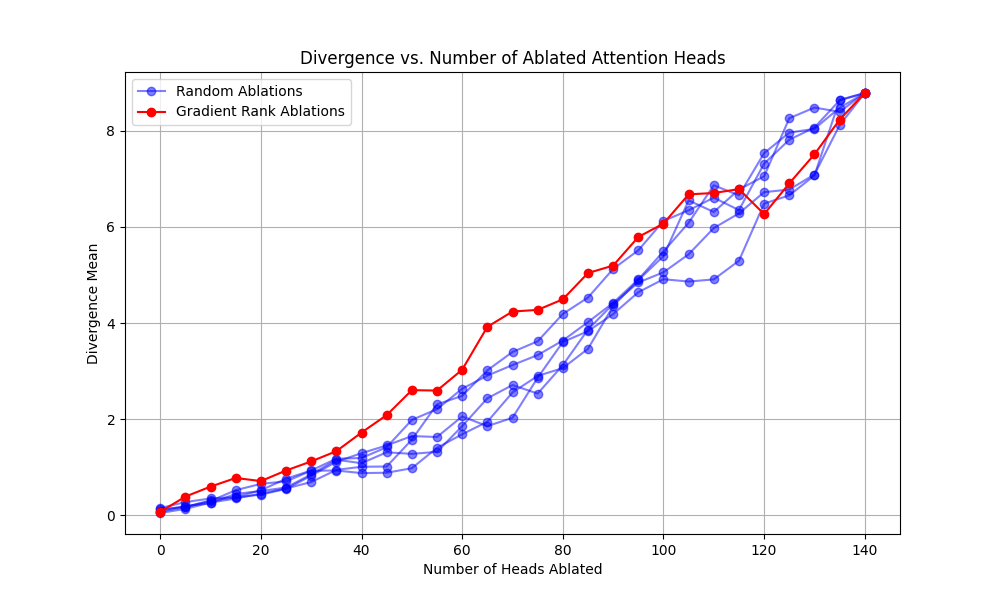 Divergence vs. Number of Ablated Attention Heads
Random Ablations
Gradient Rank Ablations
Divergence Mean
8
6
4
2
0
0 20 40 60 80 100 120 140
Number of Heads Ablated